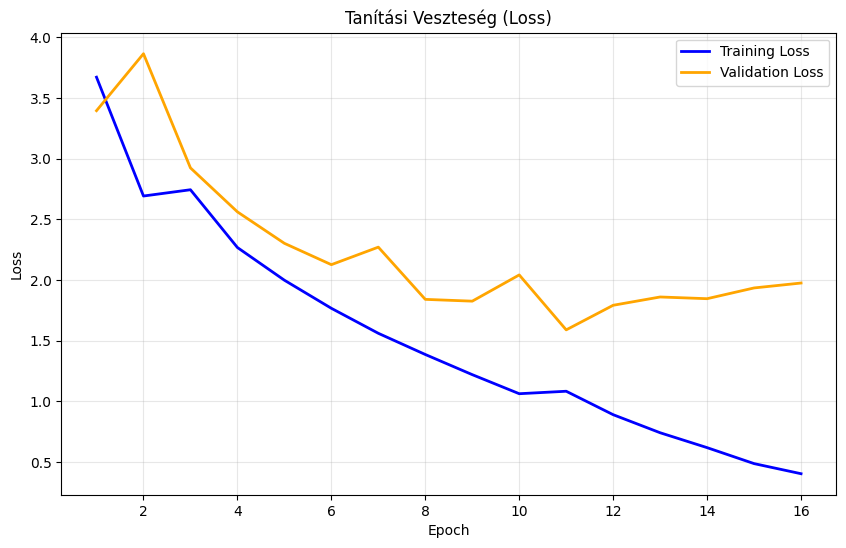 Tanítási Veszteség (Loss)
Training Loss
Validation Loss
4.0
3.5
3.0
2.5
2.0
1.5
1.0
0.5
Loss
2 4 6 8 10 12 14 16
Epoch